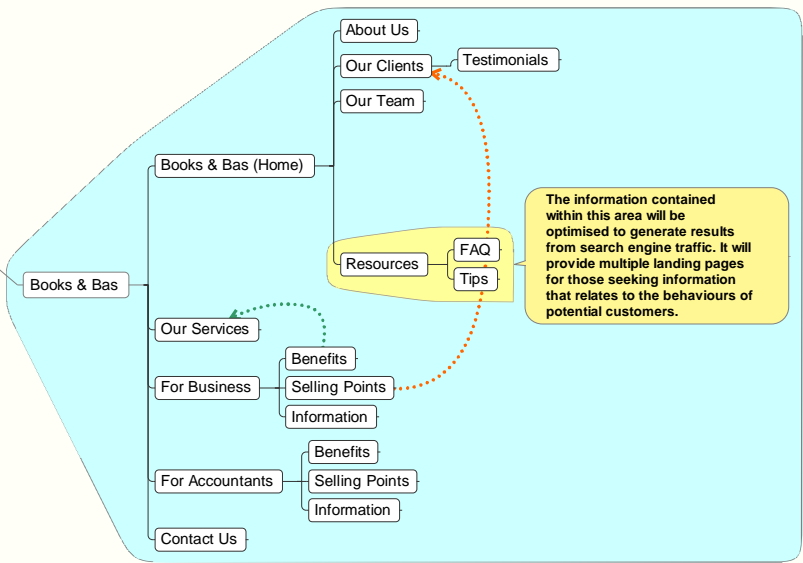 About Us
Our Clients
Testimonials
Our Team
Books & Bas (Home)
The information contained
within this area will be
optimised to generate results
from search engine traffic. It will
provide multiple landing pages
for those seeking information
that relates to the behaviours of
potential customers.
Resources
FAQ
Tips
Books & Bas
Our Services
For Business
Benefits
Selling Points
Information
For Accountants
Benefits
Selling Points
Information
Contact Us